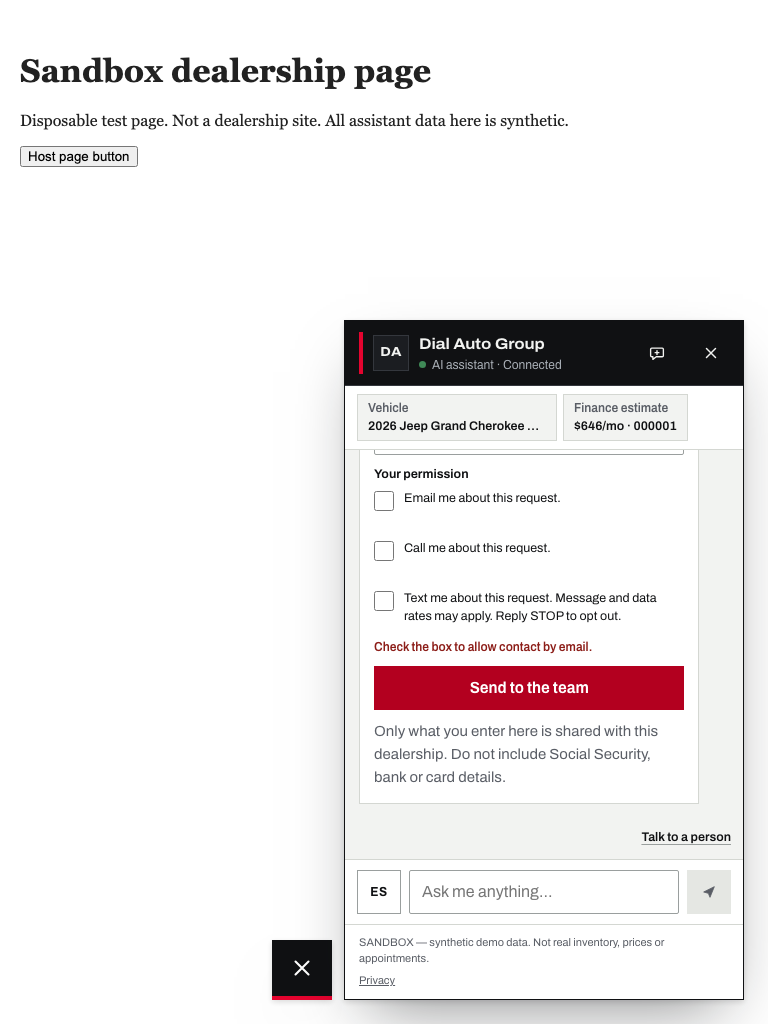 Sandbox dealership page
Disposable test page. Not a dealership site. All assistant data here is synthetic.
Host page button
DA
Dial Auto Group
AI assistant · Connected
Vehicle
2026 Jeep Grand Cherokee ...
Finance estimate
$646/mo · 000001
Your permission
Email me about this request.
Call me about this request.
Text me about this request. Message and data
rates may apply. Reply STOP to opt out.
Check the box to allow contact by email.
Send to the team
Only what you enter here is shared with this
dealership. Do not include Social Security,
bank or card details.
Talk to a person
ES
Ask me anything...
SANDBOX — synthetic demo data. Not real inventory, prices or
appointments.
Privacy